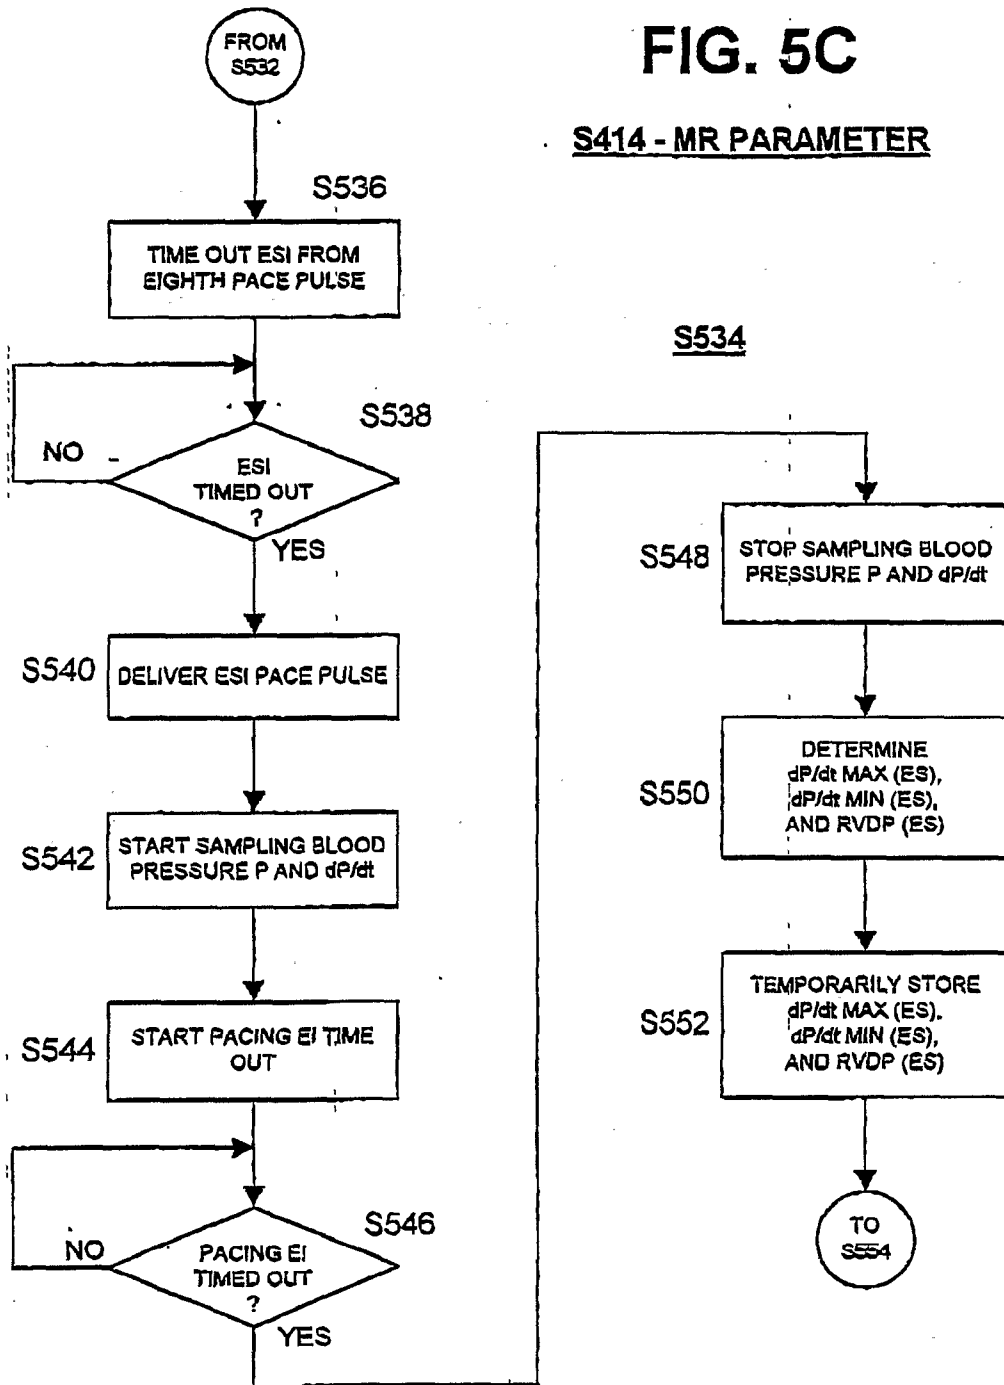 FIG. 5C
S414 - MR PARAMETER
FROM
S532
S536
TIME OUT ESI FROM
EIGHTH PACE PULSE
S538
NO
ESI
TIMED OUT
?
YES
S540
DELIVER ESI PACE PULSE
S542
START SAMPLING BLOOD
PRESSURE P AND dP/dt
S544
START PACING EI TIME
OUT
S546
NO
PACING EI
TIMED OUT
?
YES
S534
S548
STOP SAMPLING BLOOD
PRESSURE P AND dP/dt
S550
DETERMINE
dP/dt MAX (ES),
dP/dt MIN (ES),
AND RVDP (ES)
S552
TEMPORARILY STORE
dP/dt MAX (ES),
dP/dt MIN (ES),
AND RVDP (ES)
TO
S554